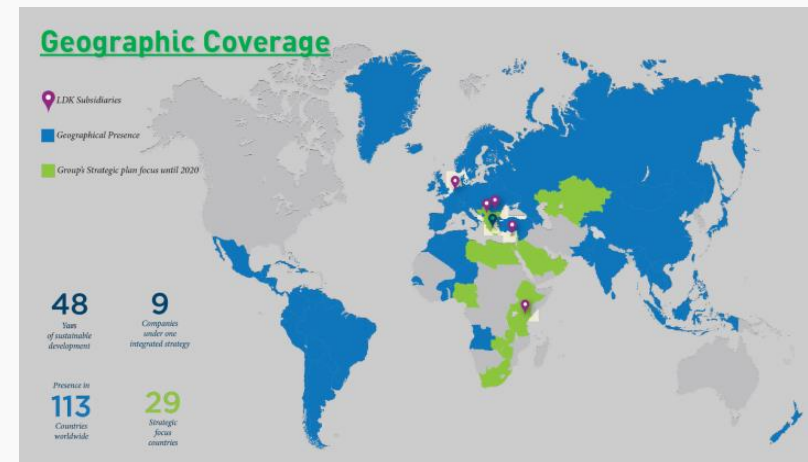 Geographic Coverage
LDK Subsidiaries
Geographical Presence
Group's Strategic plan focus until 2020
48
Years
of sustainable
development
9
Companies
under one
integrated strategy
Presence in
113
Countries
worldwide
29
Strategic
focus
countries